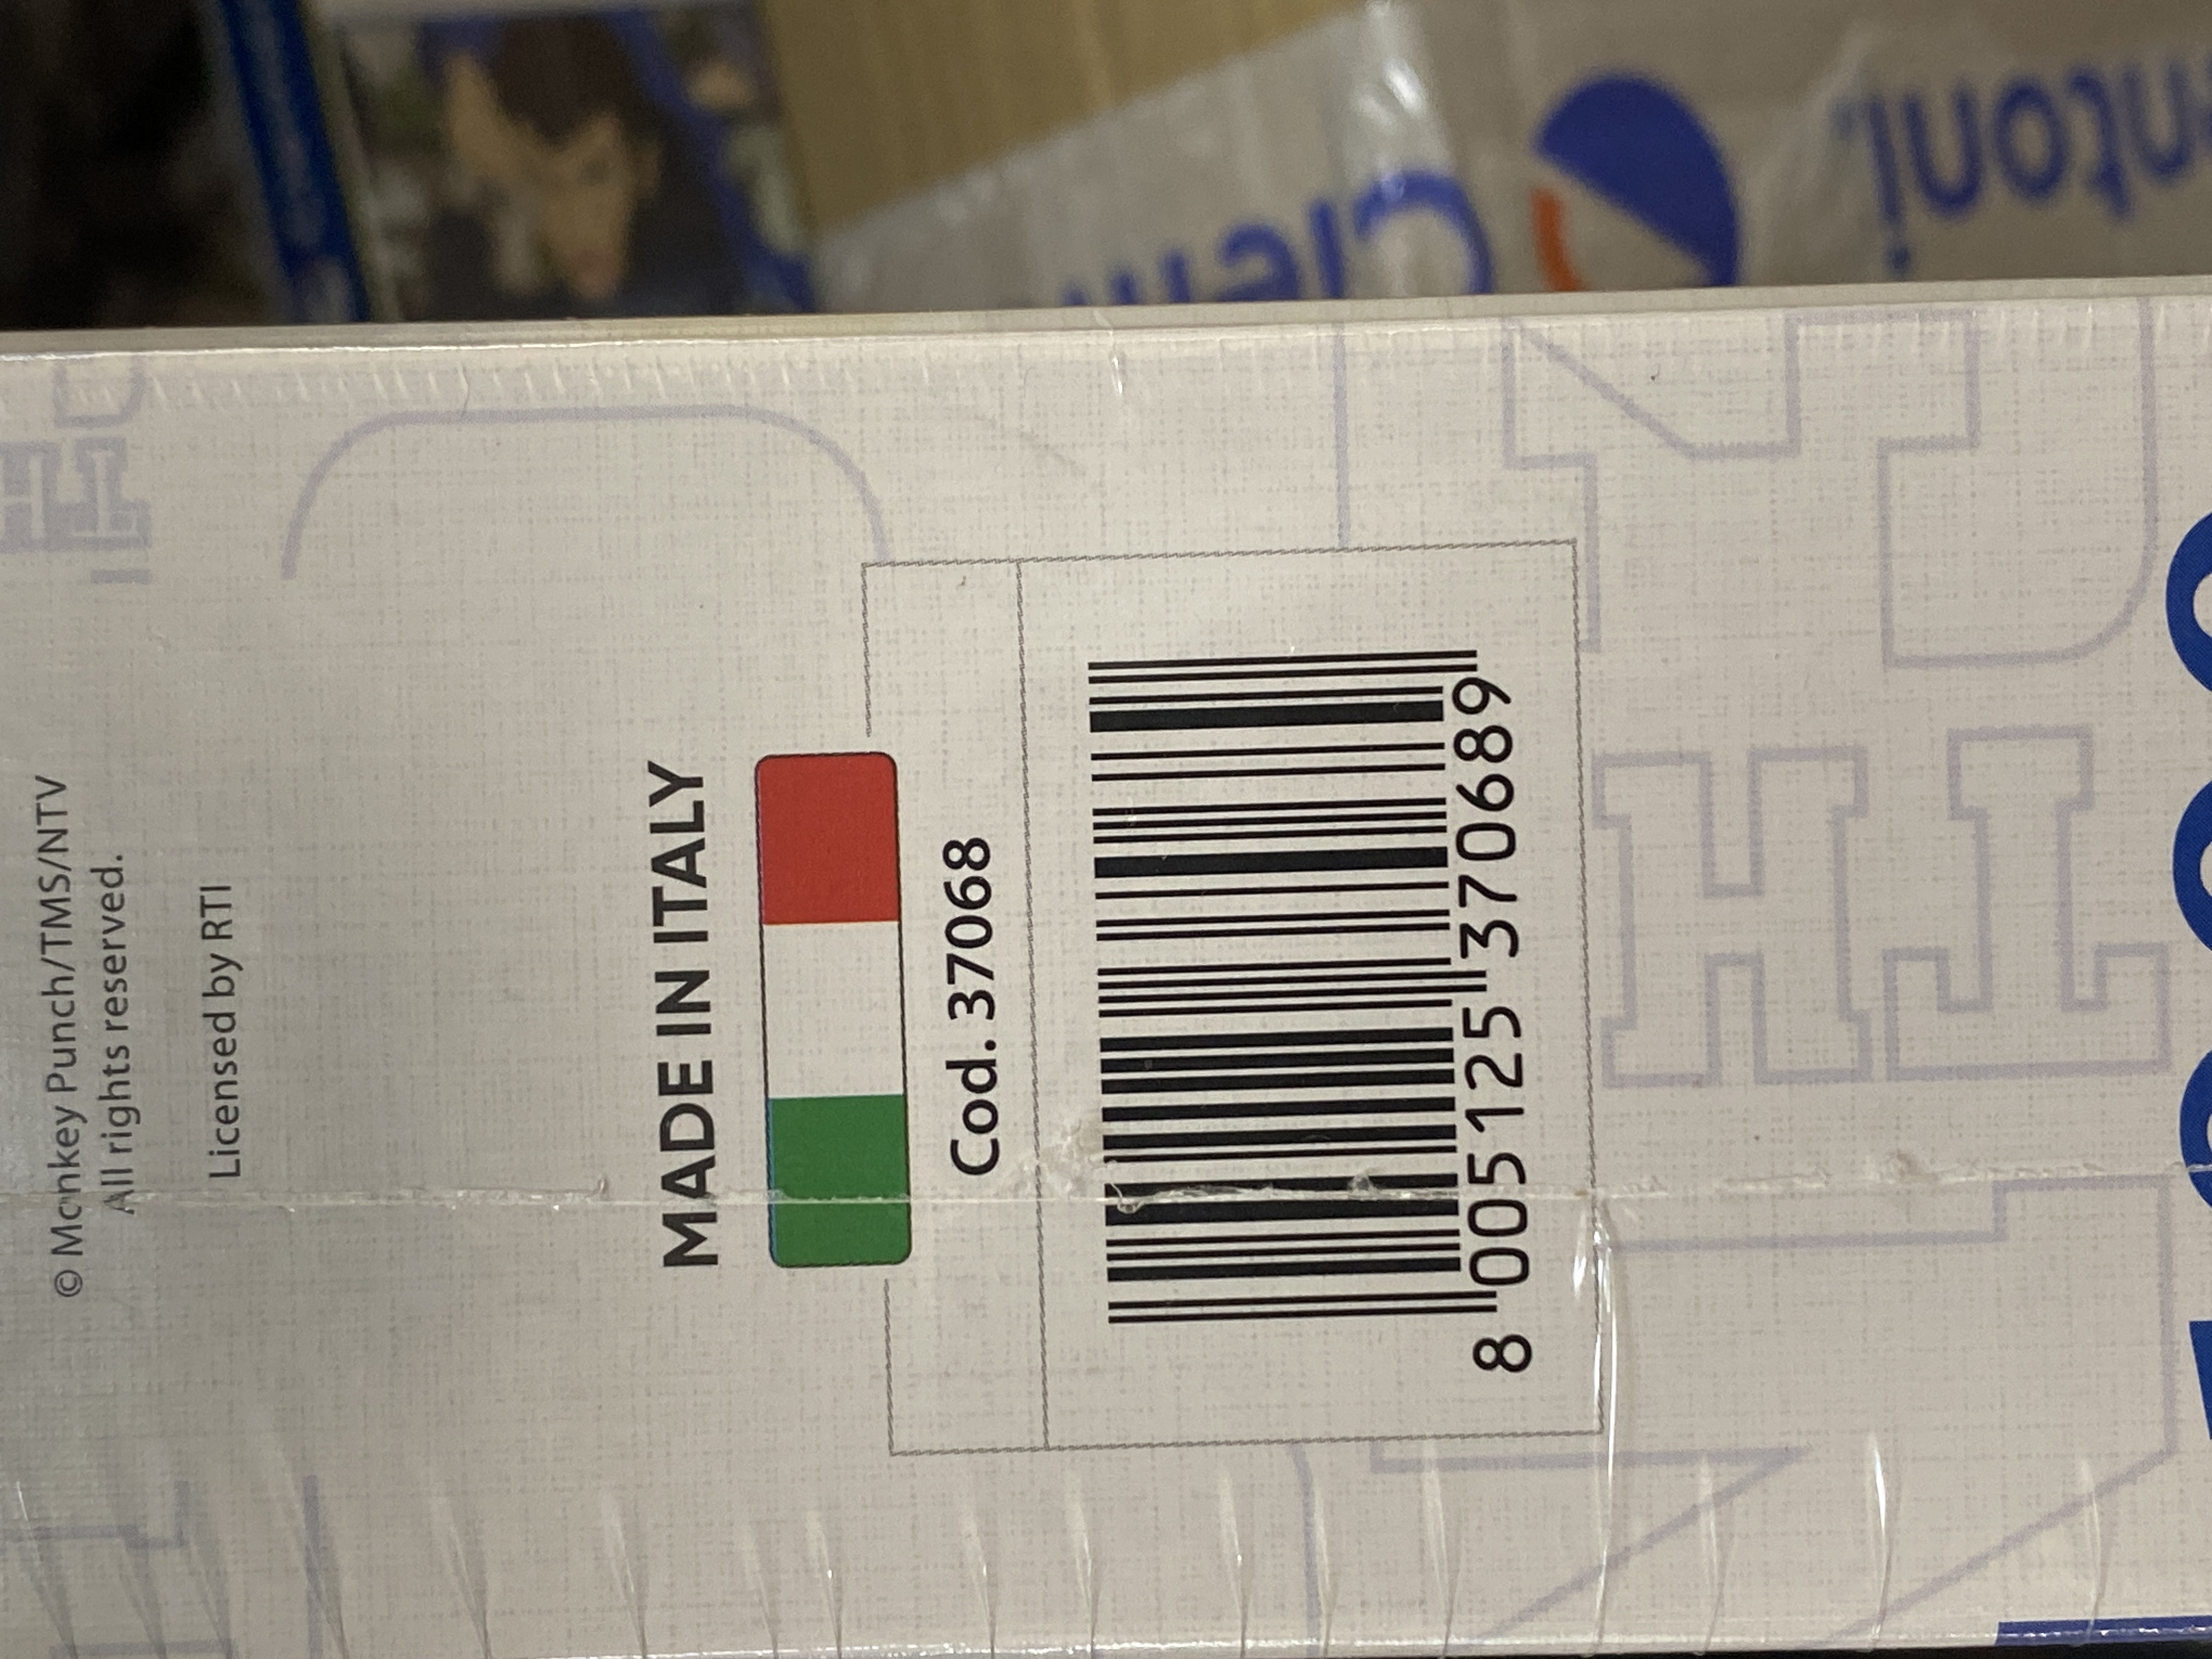 © Monkey Punch/TMS/NTV
All rights reserved.
Licensed by RTI
MADE IN ITALY
Cod. 37068
8 005125 370689